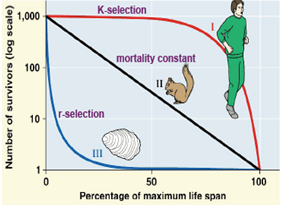 K-selection
I
1,000
mortality constant
II
100
r-selection
10
III
1
0
50
100
Number of survivors (log scale)
Percentage of maximum life span